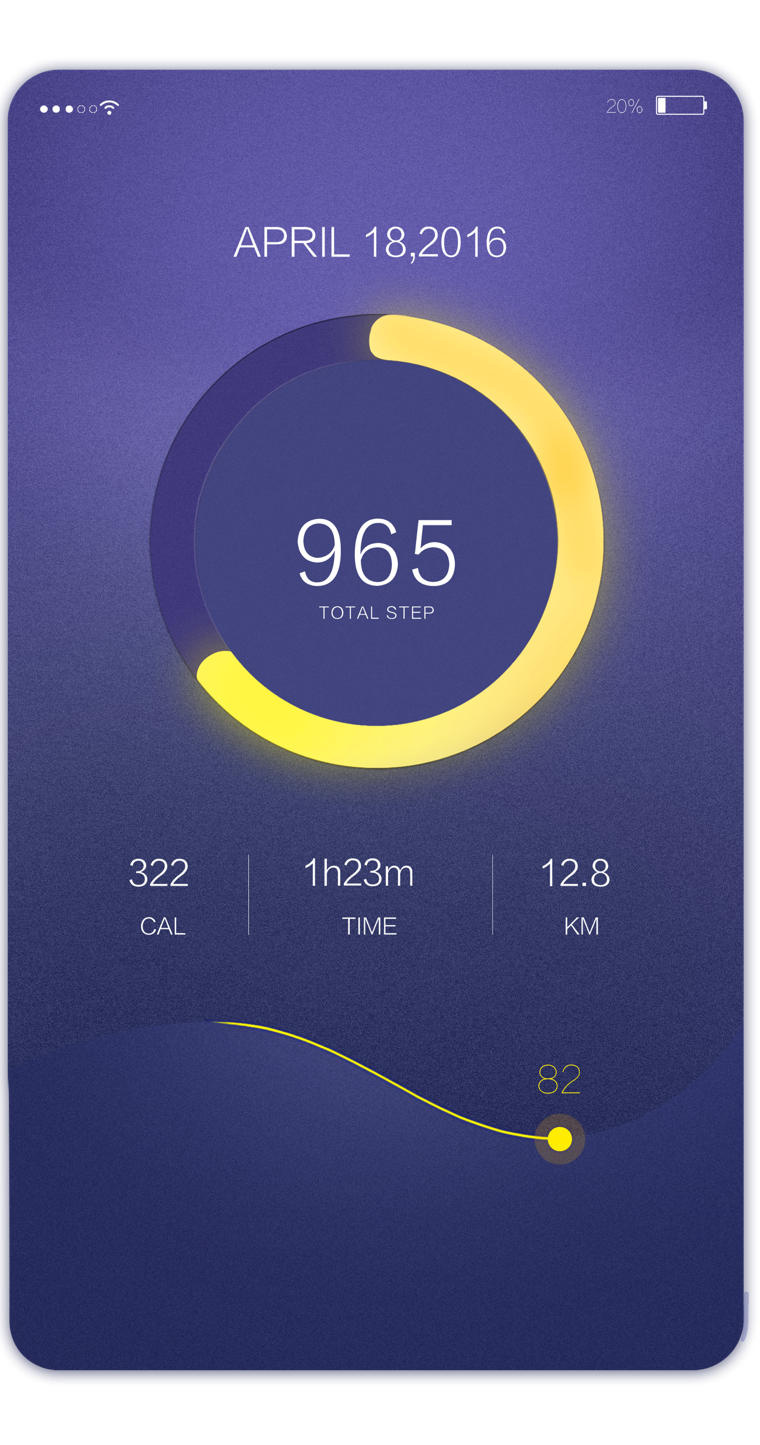 20%
APRIL 18,2016
965
TOTAL STEP
322 1h23m 12.8
CAL TIME KM
82